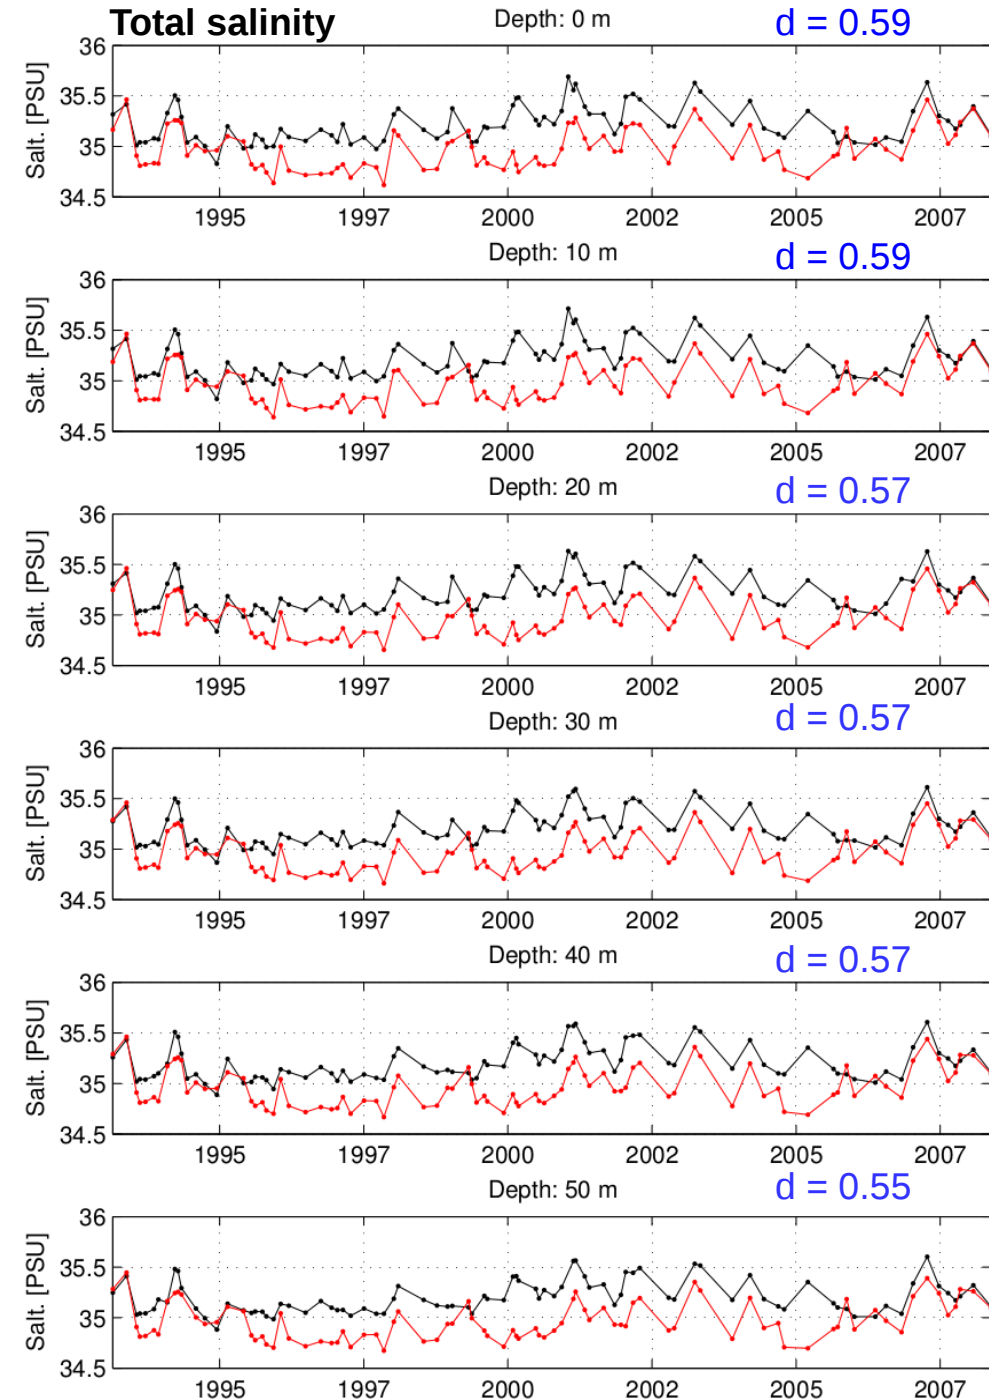 Total salinity
Depth: 0 m
d = 0.59
Salt. [PSU]
36
35.5
35
34.5
1995 1997 2000 2002 2005 2007
Depth: 10 m
d = 0.59
Salt. [PSU]
36
35.5
35
34.5
1995 1997 2000 2002 2005 2007
Depth: 20 m
d = 0.57
Salt. [PSU]
36
35.5
35
34.5
1995 1997 2000 2002 2005 2007
Depth: 30 m
d = 0.57
Salt. [PSU]
36
35.5
35
34.5
1995 1997 2000 2002 2005 2007
Depth: 40 m
d = 0.57
Salt. [PSU]
36
35.5
35
34.5
1995 1997 2000 2002 2005 2007
Depth: 50 m
d = 0.55
Salt. [PSU]
36
35.5
35
34.5
1995 1997 2000 2002 2005 2007